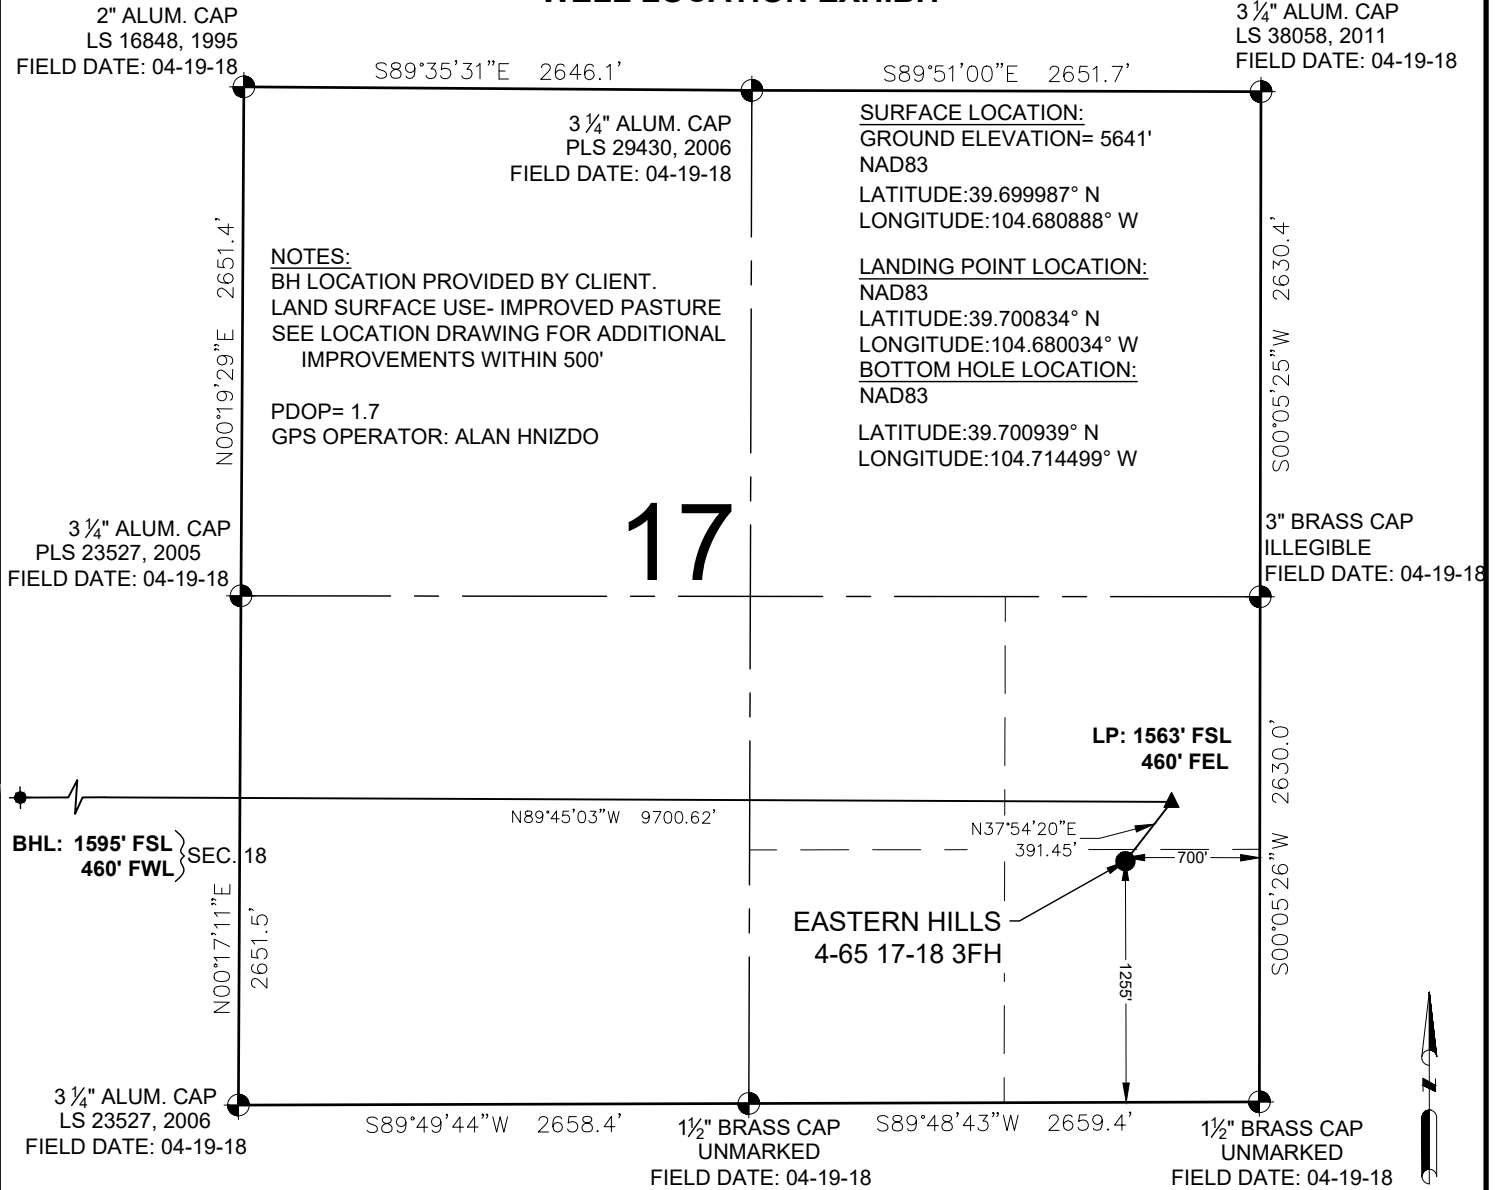 WELL LOCATION EXHIBIT
2" ALUM. CAP
LS 16848, 1995
FIELD DATE: 04-19-18
S89°35'31"E 2646.1'
S89°51'00"E 2651.7'
3 ¼" ALUM. CAP
LS 38058, 2011
FIELD DATE: 04-19-18
3 ¼" ALUM. CAP
PLS 29430, 2006
FIELD DATE: 04-19-18
SURFACE LOCATION:
GROUND ELEVATION= 5641'
NAD83
LATITUDE:39.699987° N
LONGITUDE:104.680888° W
LANDING POINT LOCATION:
NAD83
LATITUDE:39.700834° N
LONGITUDE:104.680034° W
BOTTOM HOLE LOCATION:
NAD83
LATITUDE:39.700939° N
LONGITUDE:104.714499° W
N00°19'29"E 2651.4'
NOTES:
BH LOCATION PROVIDED BY CLIENT.
LAND SURFACE USE- IMPROVED PASTURE
SEE LOCATION DRAWING FOR ADDITIONAL
IMPROVEMENTS WITHIN 500'
PDOP= 1.7
GPS OPERATOR: ALAN HNIZDO
S00°05'25"W 2630.4'
17
3 ¼" ALUM. CAP
PLS 23527, 2005
FIELD DATE: 04-19-18
3" BRASS CAP
ILLEGIBLE
FIELD DATE: 04-19-18
LP: 1563' FSL
460' FEL
N89°45'03"W 9700.62'
N37°54'20"E
391.45'
700'
BHL: 1595' FSL
460' FWL
SEC. 18
S00°05'26"W 2630.0'
EASTERN HILLS
4-65 17-18 3FH
1255'
N00°17'11"E
2651.5'
N
3 ¼" ALUM. CAP
LS 23527, 2006
FIELD DATE: 04-19-18
S89°49'44"W 2658.4'
1½" BRASS CAP
UNMARKED
FIELD DATE: 04-19-18
S89°48'43"W 2659.4'
1½" BRASS CAP
UNMARKED
FIELD DATE: 04-19-18